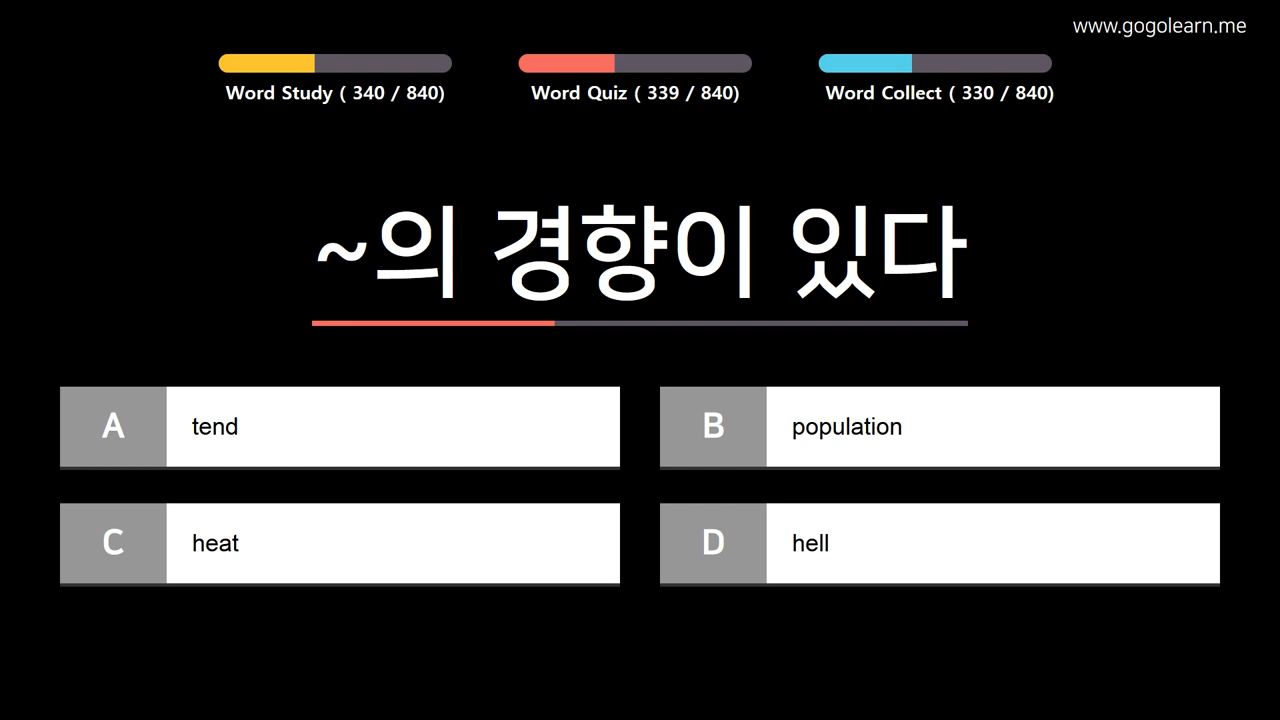 www.gogolearn.me
Word Study ( 340 / 840)
Word Quiz ( 339 / 840)
Word Collect ( 330 / 840)
~의 경향이 있다
A tend
B population
C heat
D hell